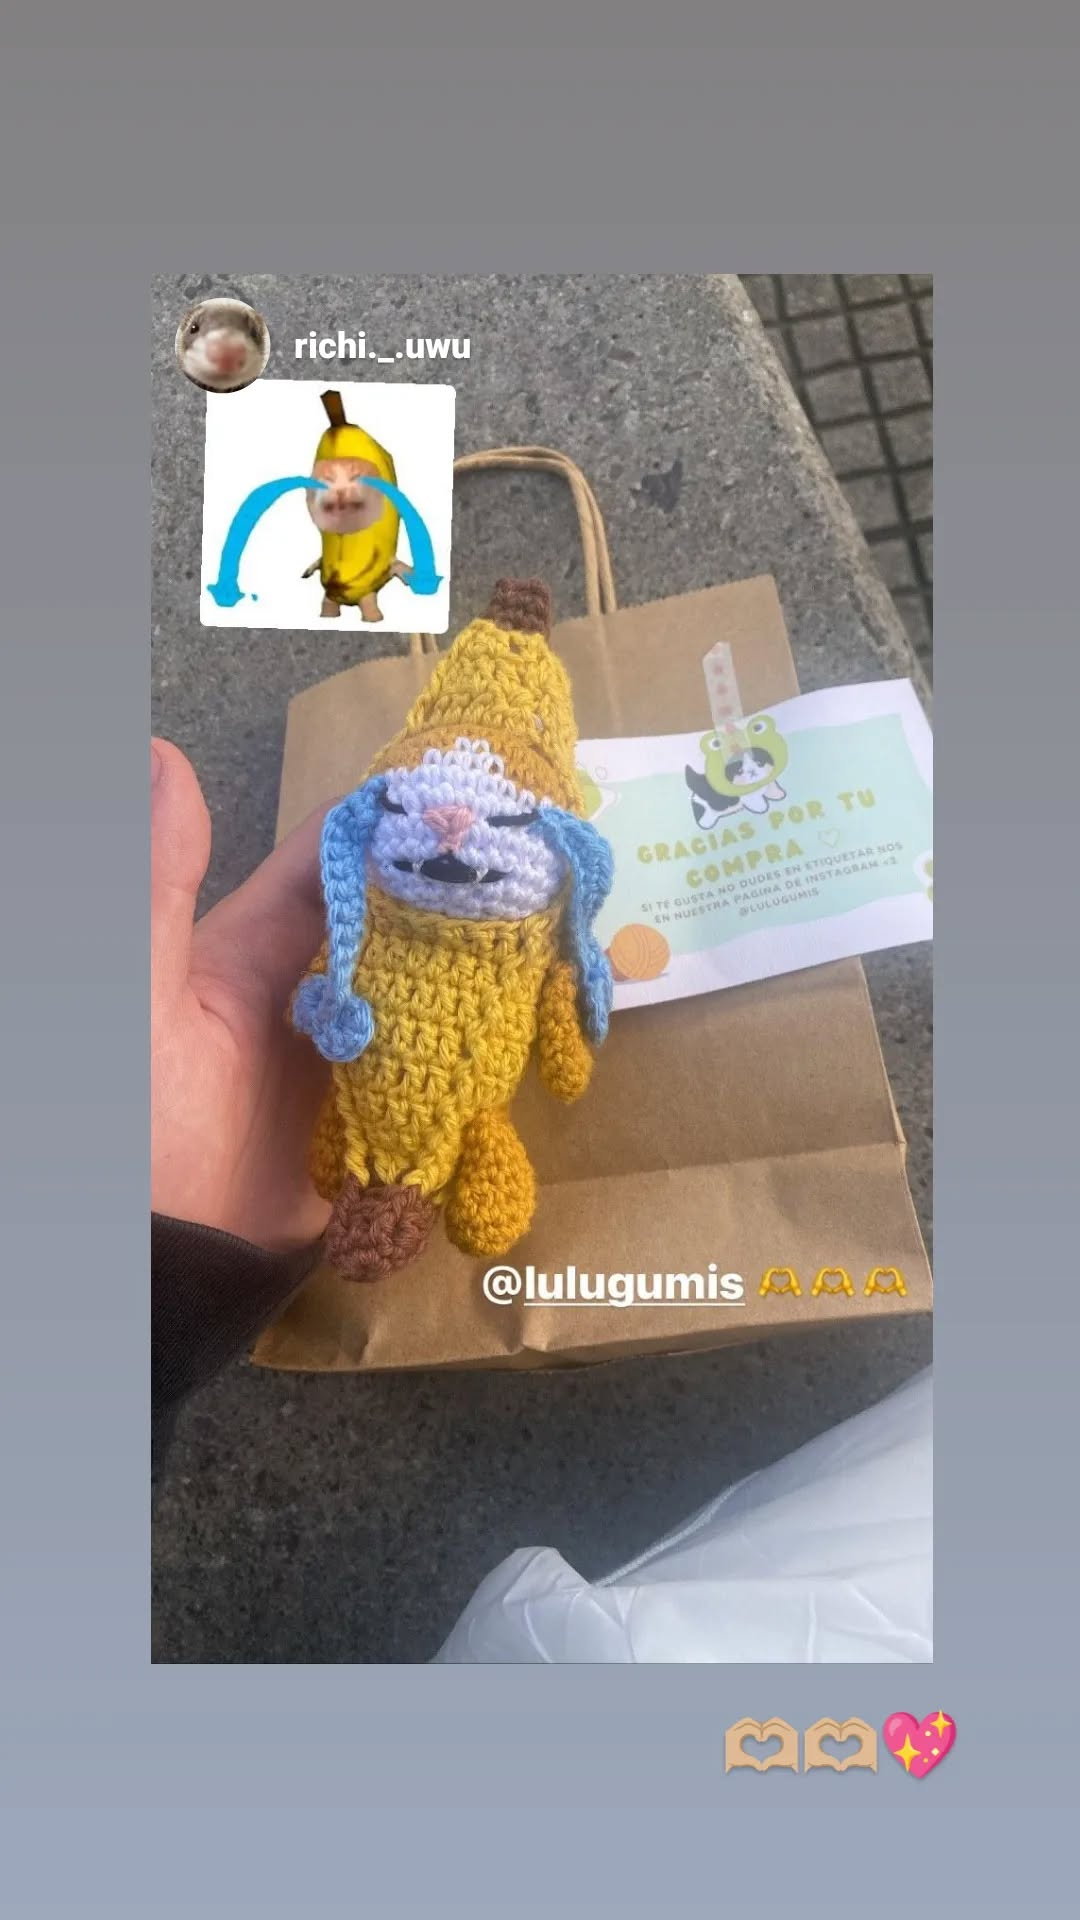 richi._.uwu
GRACIAS POR TU
COMPRA
SI TE GUSTA NO DUDES EN ETIQUETAR NOS
EN NUESTRA PAGINA DE INSTAGRAM <3
@LULUGUMIS
@lulugumis